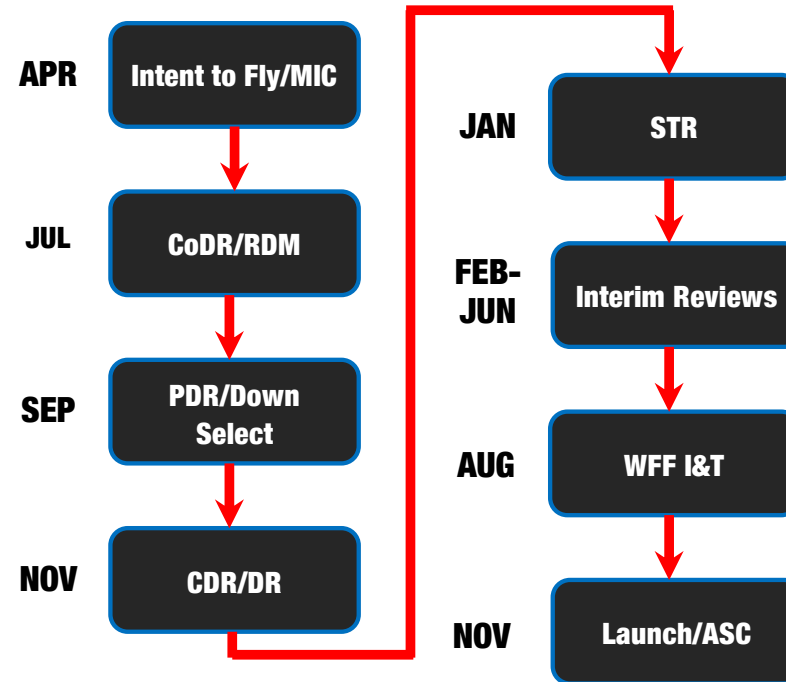 APR
Intent to Fly/MIC
JUL
CoDR/RDM
SEP
PDR/Down
Select
NOV
CDR/DR
JAN
STR
FEB-
JUN
Interim Reviews
AUG
WFF I&T
NOV
Launch/ASC